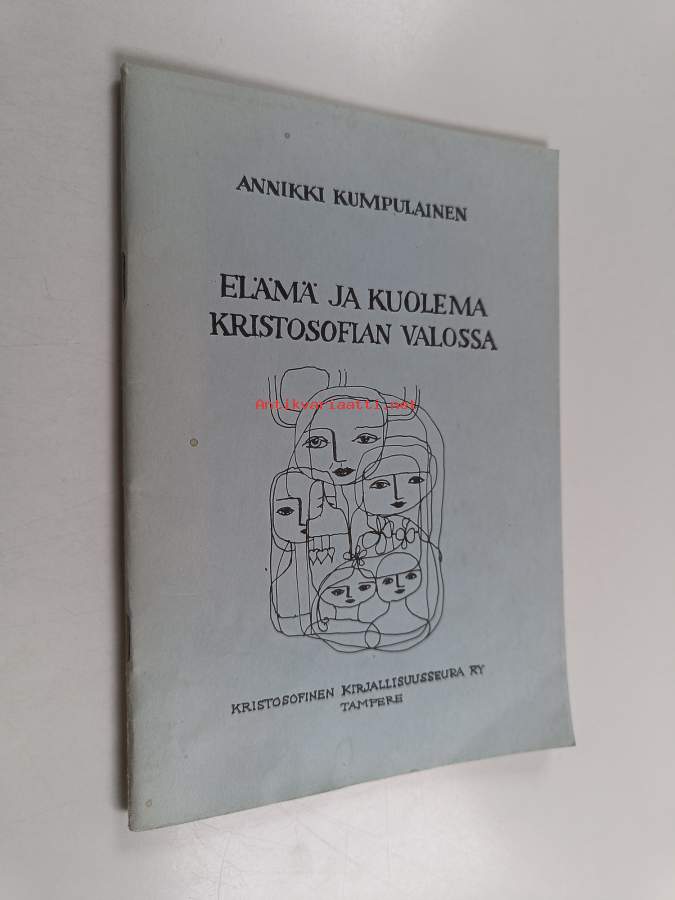 ANNIKKI KUMPULAINEN
ELÄMÄ JA KUOLEMA
KRISTOSOFIAN VALOSSA
Antikvariaatti.net
KRISTOSOFINEN KIRJALLISUUSSEURA RY
TAMPERE